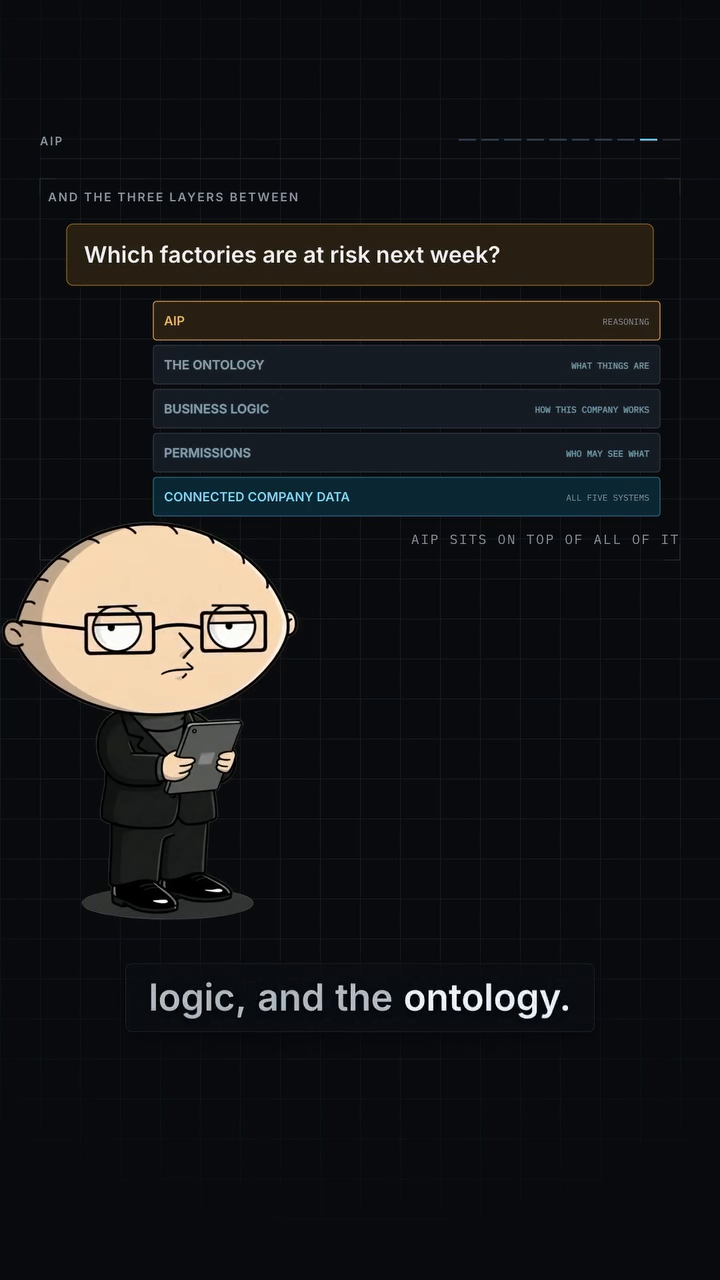 AIP
AND THE THREE LAYERS BETWEEN
Which factories are at risk next week?
AIP REASONING
THE ONTOLOGY WHAT THINGS ARE
BUSINESS LOGIC HOW THIS COMPANY WORKS
PERMISSIONS WHO MAY SEE WHAT
CONNECTED COMPANY DATA ALL FIVE SYSTEMS
AIP SITS ON TOP OF ALL OF IT
logic, and the ontology.